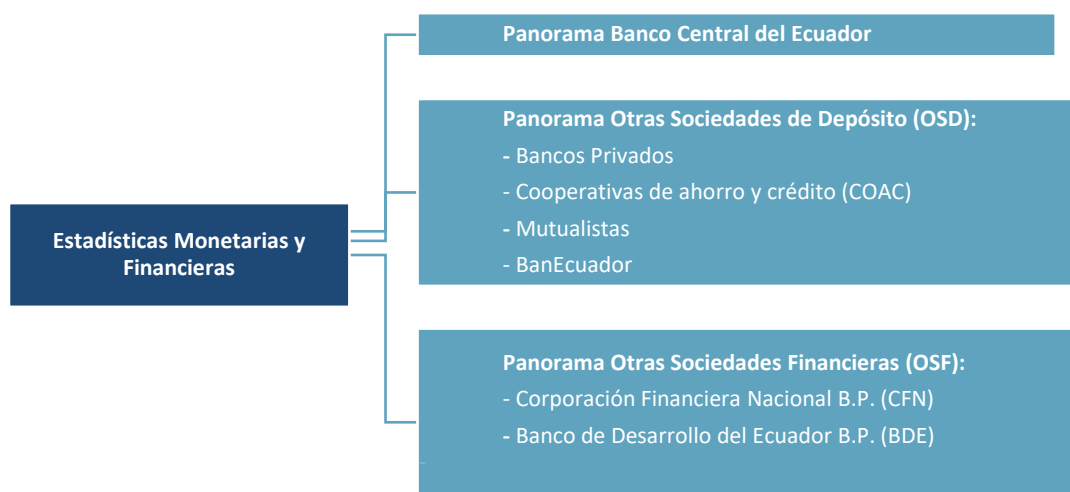 Panorama Banco Central del Ecuador
Panorama Otras Sociedades de Depósito (OSD):
- Bancos Privados
- Cooperativas de ahorro y crédito (COAC)
- Mutualistas
- BanEcuador
Estadísticas Monetarias y
Financieras
Panorama Otras Sociedades Financieras (OSF):
- Corporación Financiera Nacional B.P. (CFN)
- Banco de Desarrollo del Ecuador B.P. (BDE)
-